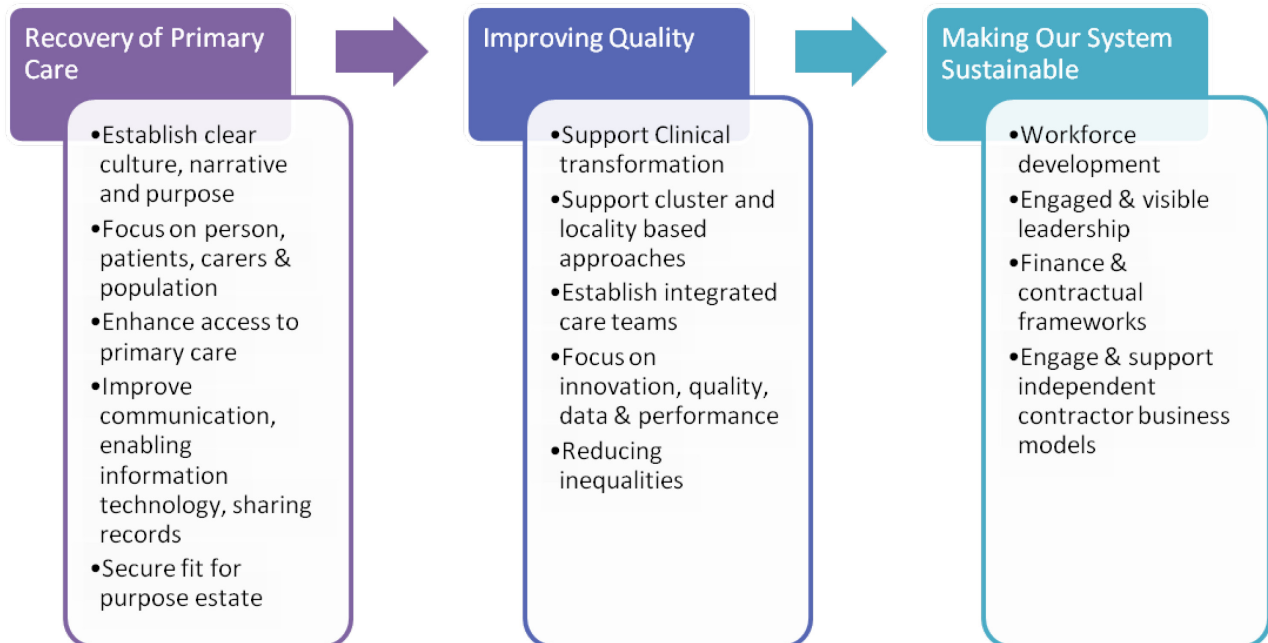 Recovery of Primary
Care
•Establish clear
culture, narrative
and purpose
•Focus on person,
patients, carers &
population
•Enhance access to
primary care
•Improve
communication,
enabling
information
technology, sharing
records
•Secure fit for
purpose estate
Improving Quality
•Support Clinical
transformation
•Support cluster and
locality based
approaches
•Establish integrated
care teams
•Focus on
innovation, quality,
data & performance
•Reducing
inequalities
Making Our System
Sustainable
•Workforce
development
•Engaged & visible
leadership
•Finance &
contractual
frameworks
•Engage & support
independent
contractor business
models